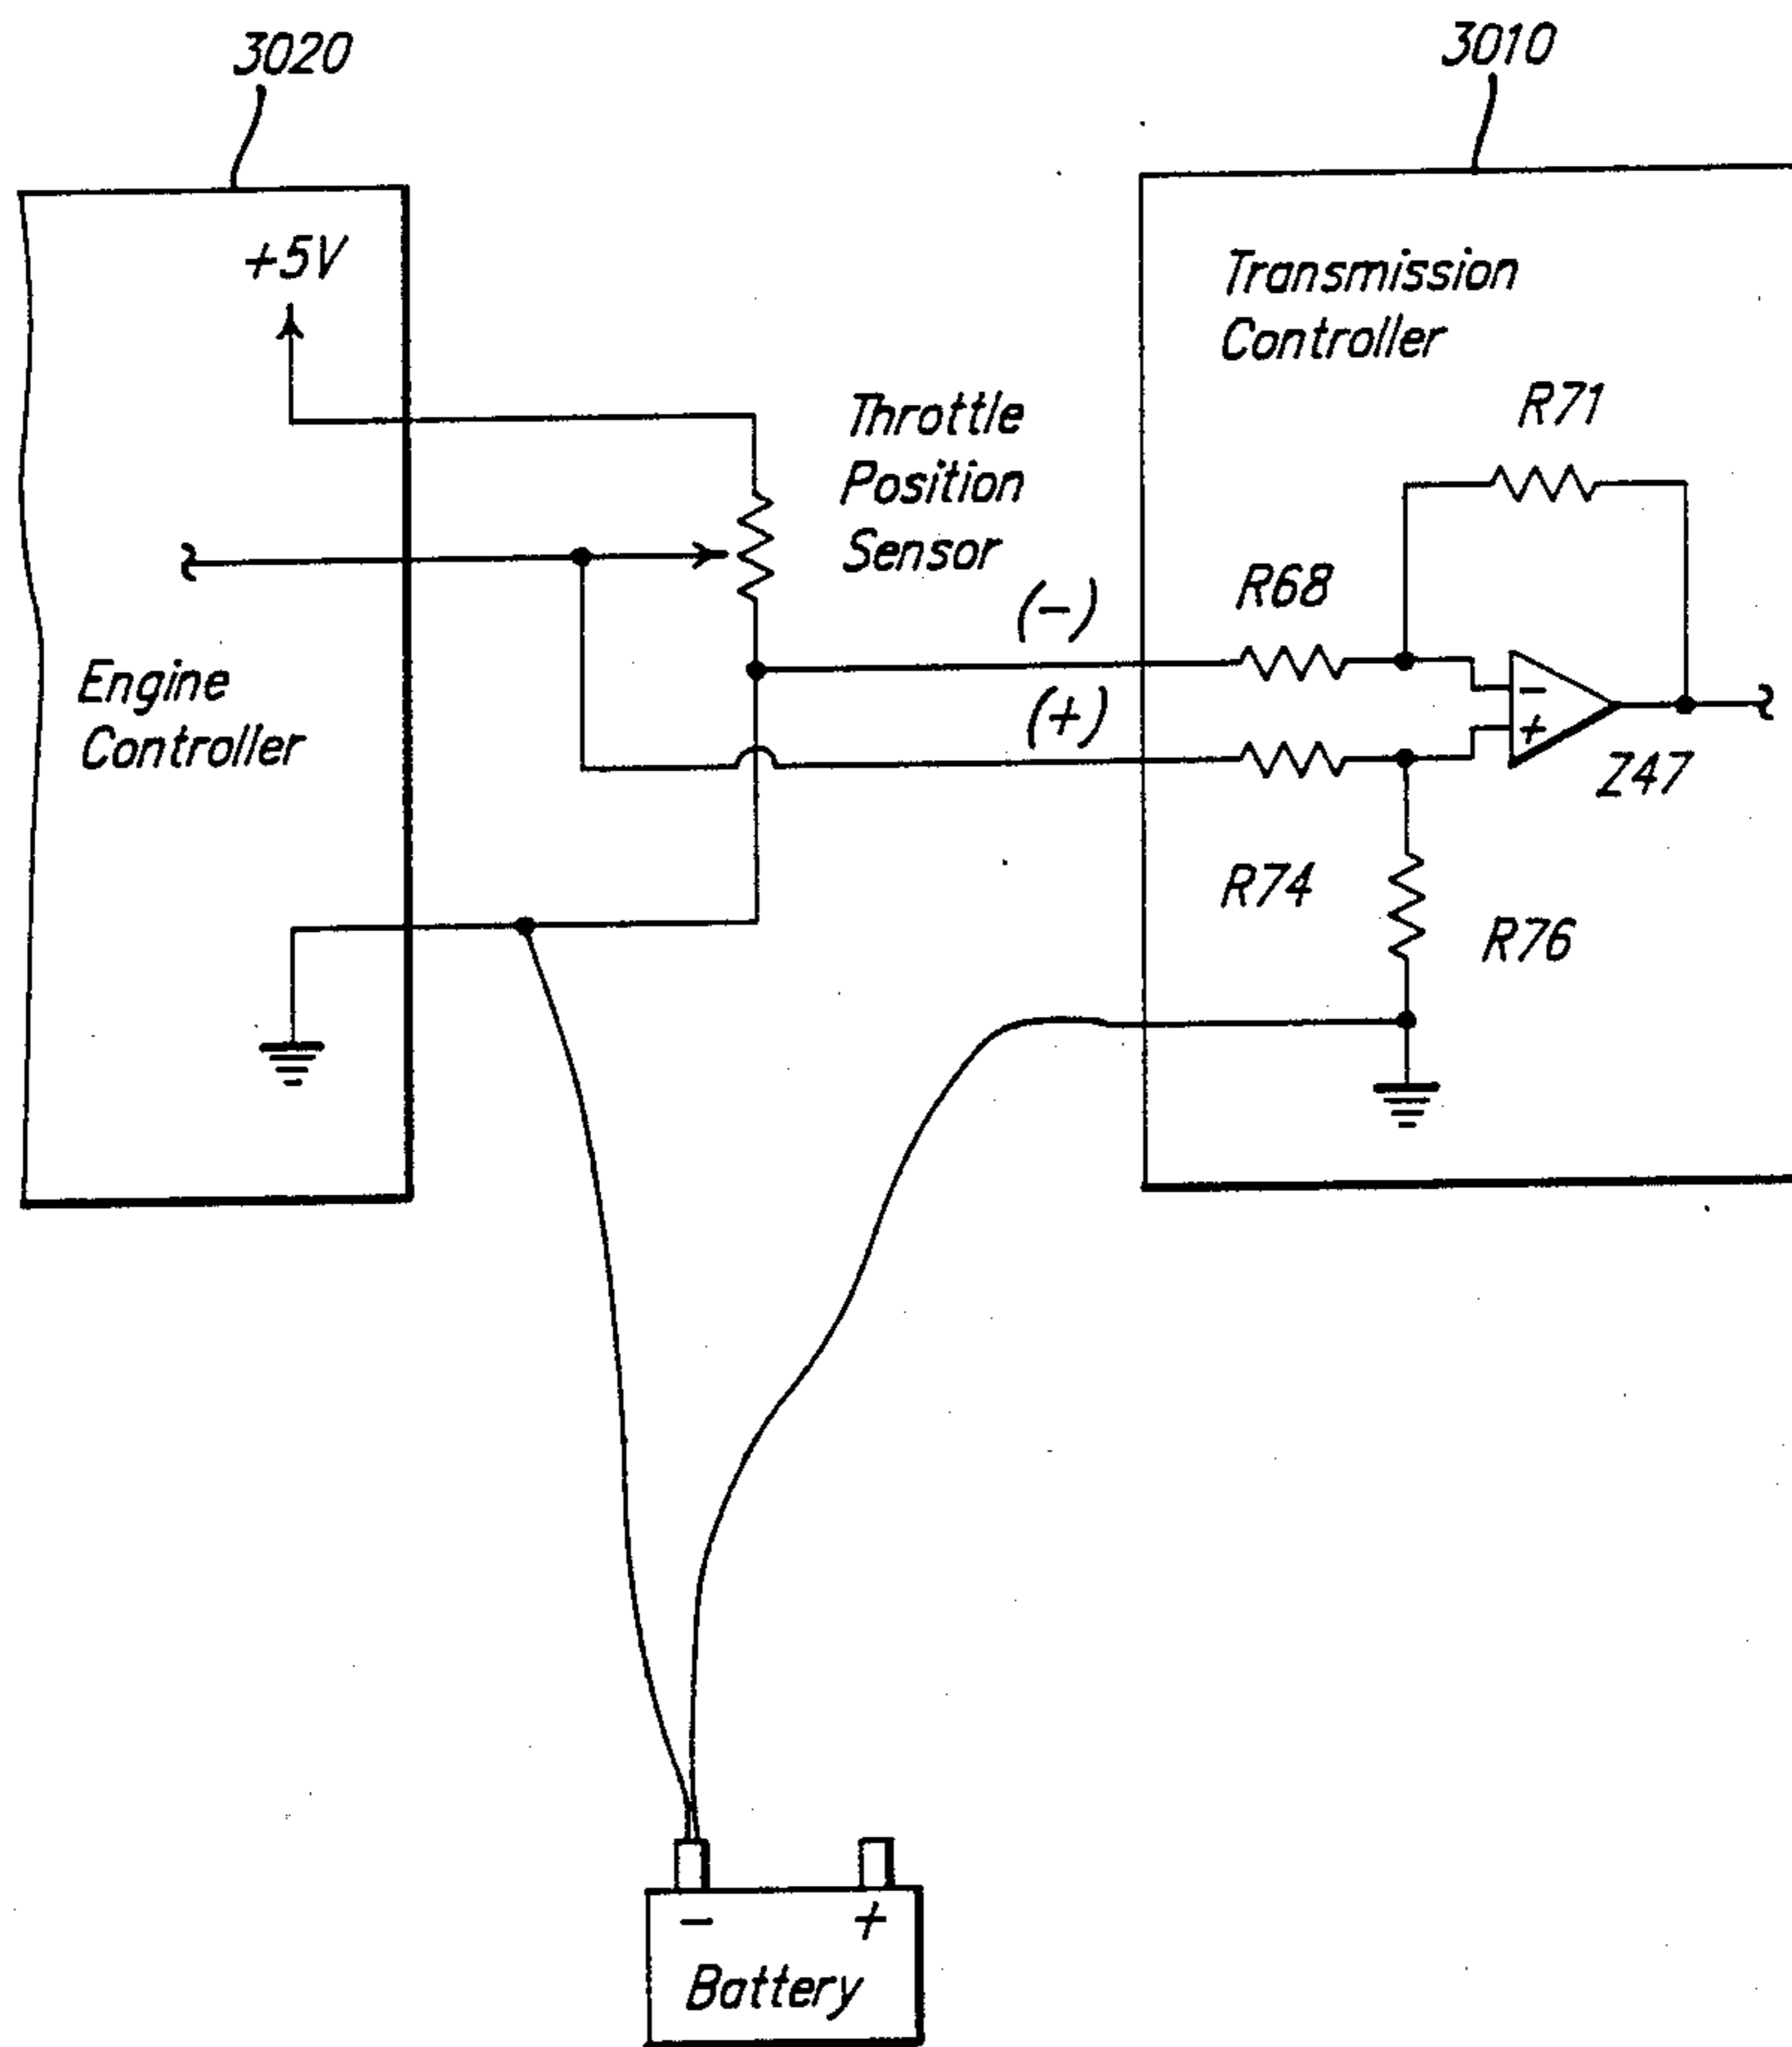 3020
3010
+5V
Transmission
Controller
Throttle
Position
Sensor
R71
(-)
R68
Engine
Controller
(+)
-
+
Z47
R74
R76
- +
Battery